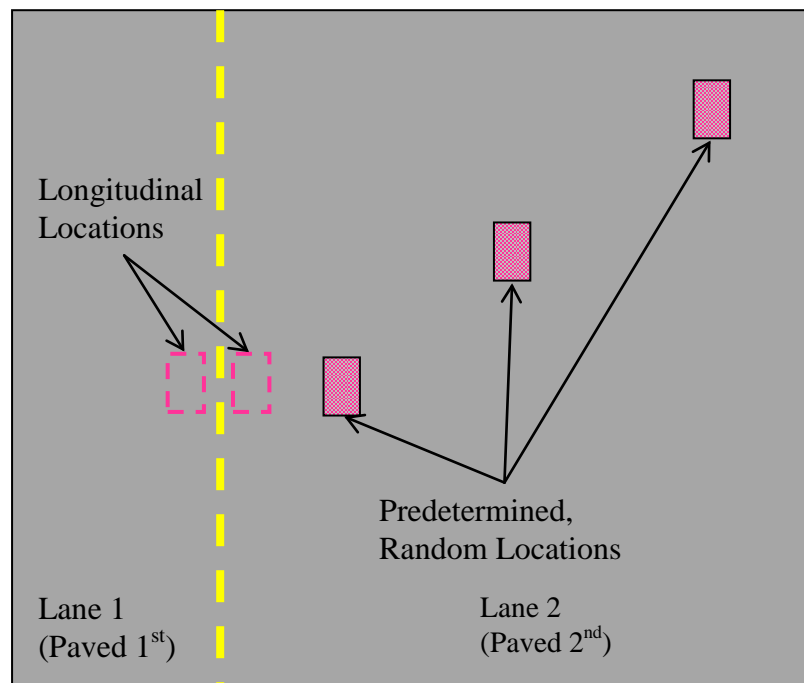 Longitudinal
Locations
Predetermined,
Random Locations
Lane 1
(Paved 1st)
Lane 2
(Paved 2nd)